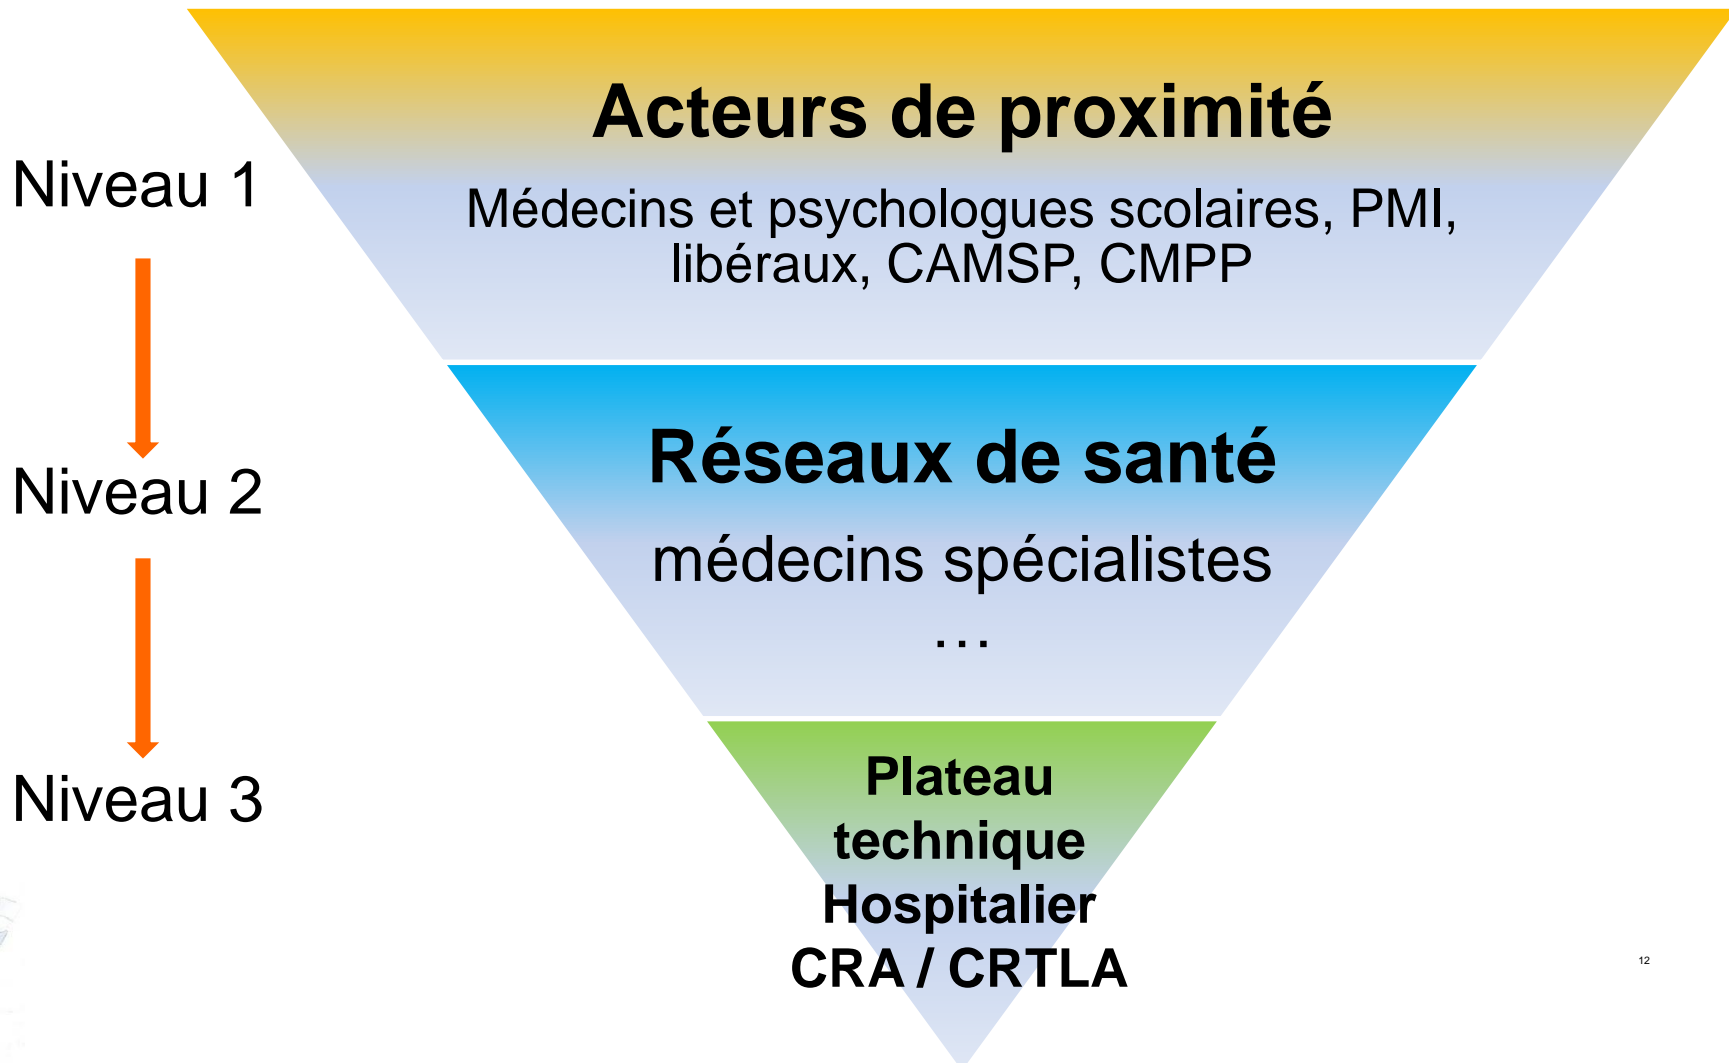 Acteurs de proximité
Niveau 1
Médecins et psychologues scolaires, PMI,
libéraux, CAMSP, CMPP
Réseaux de santé
Niveau 2
médecins spécialistes
…
Plateau
technique
Niveau 3
Hospitalier
CRA / CRTLA
12